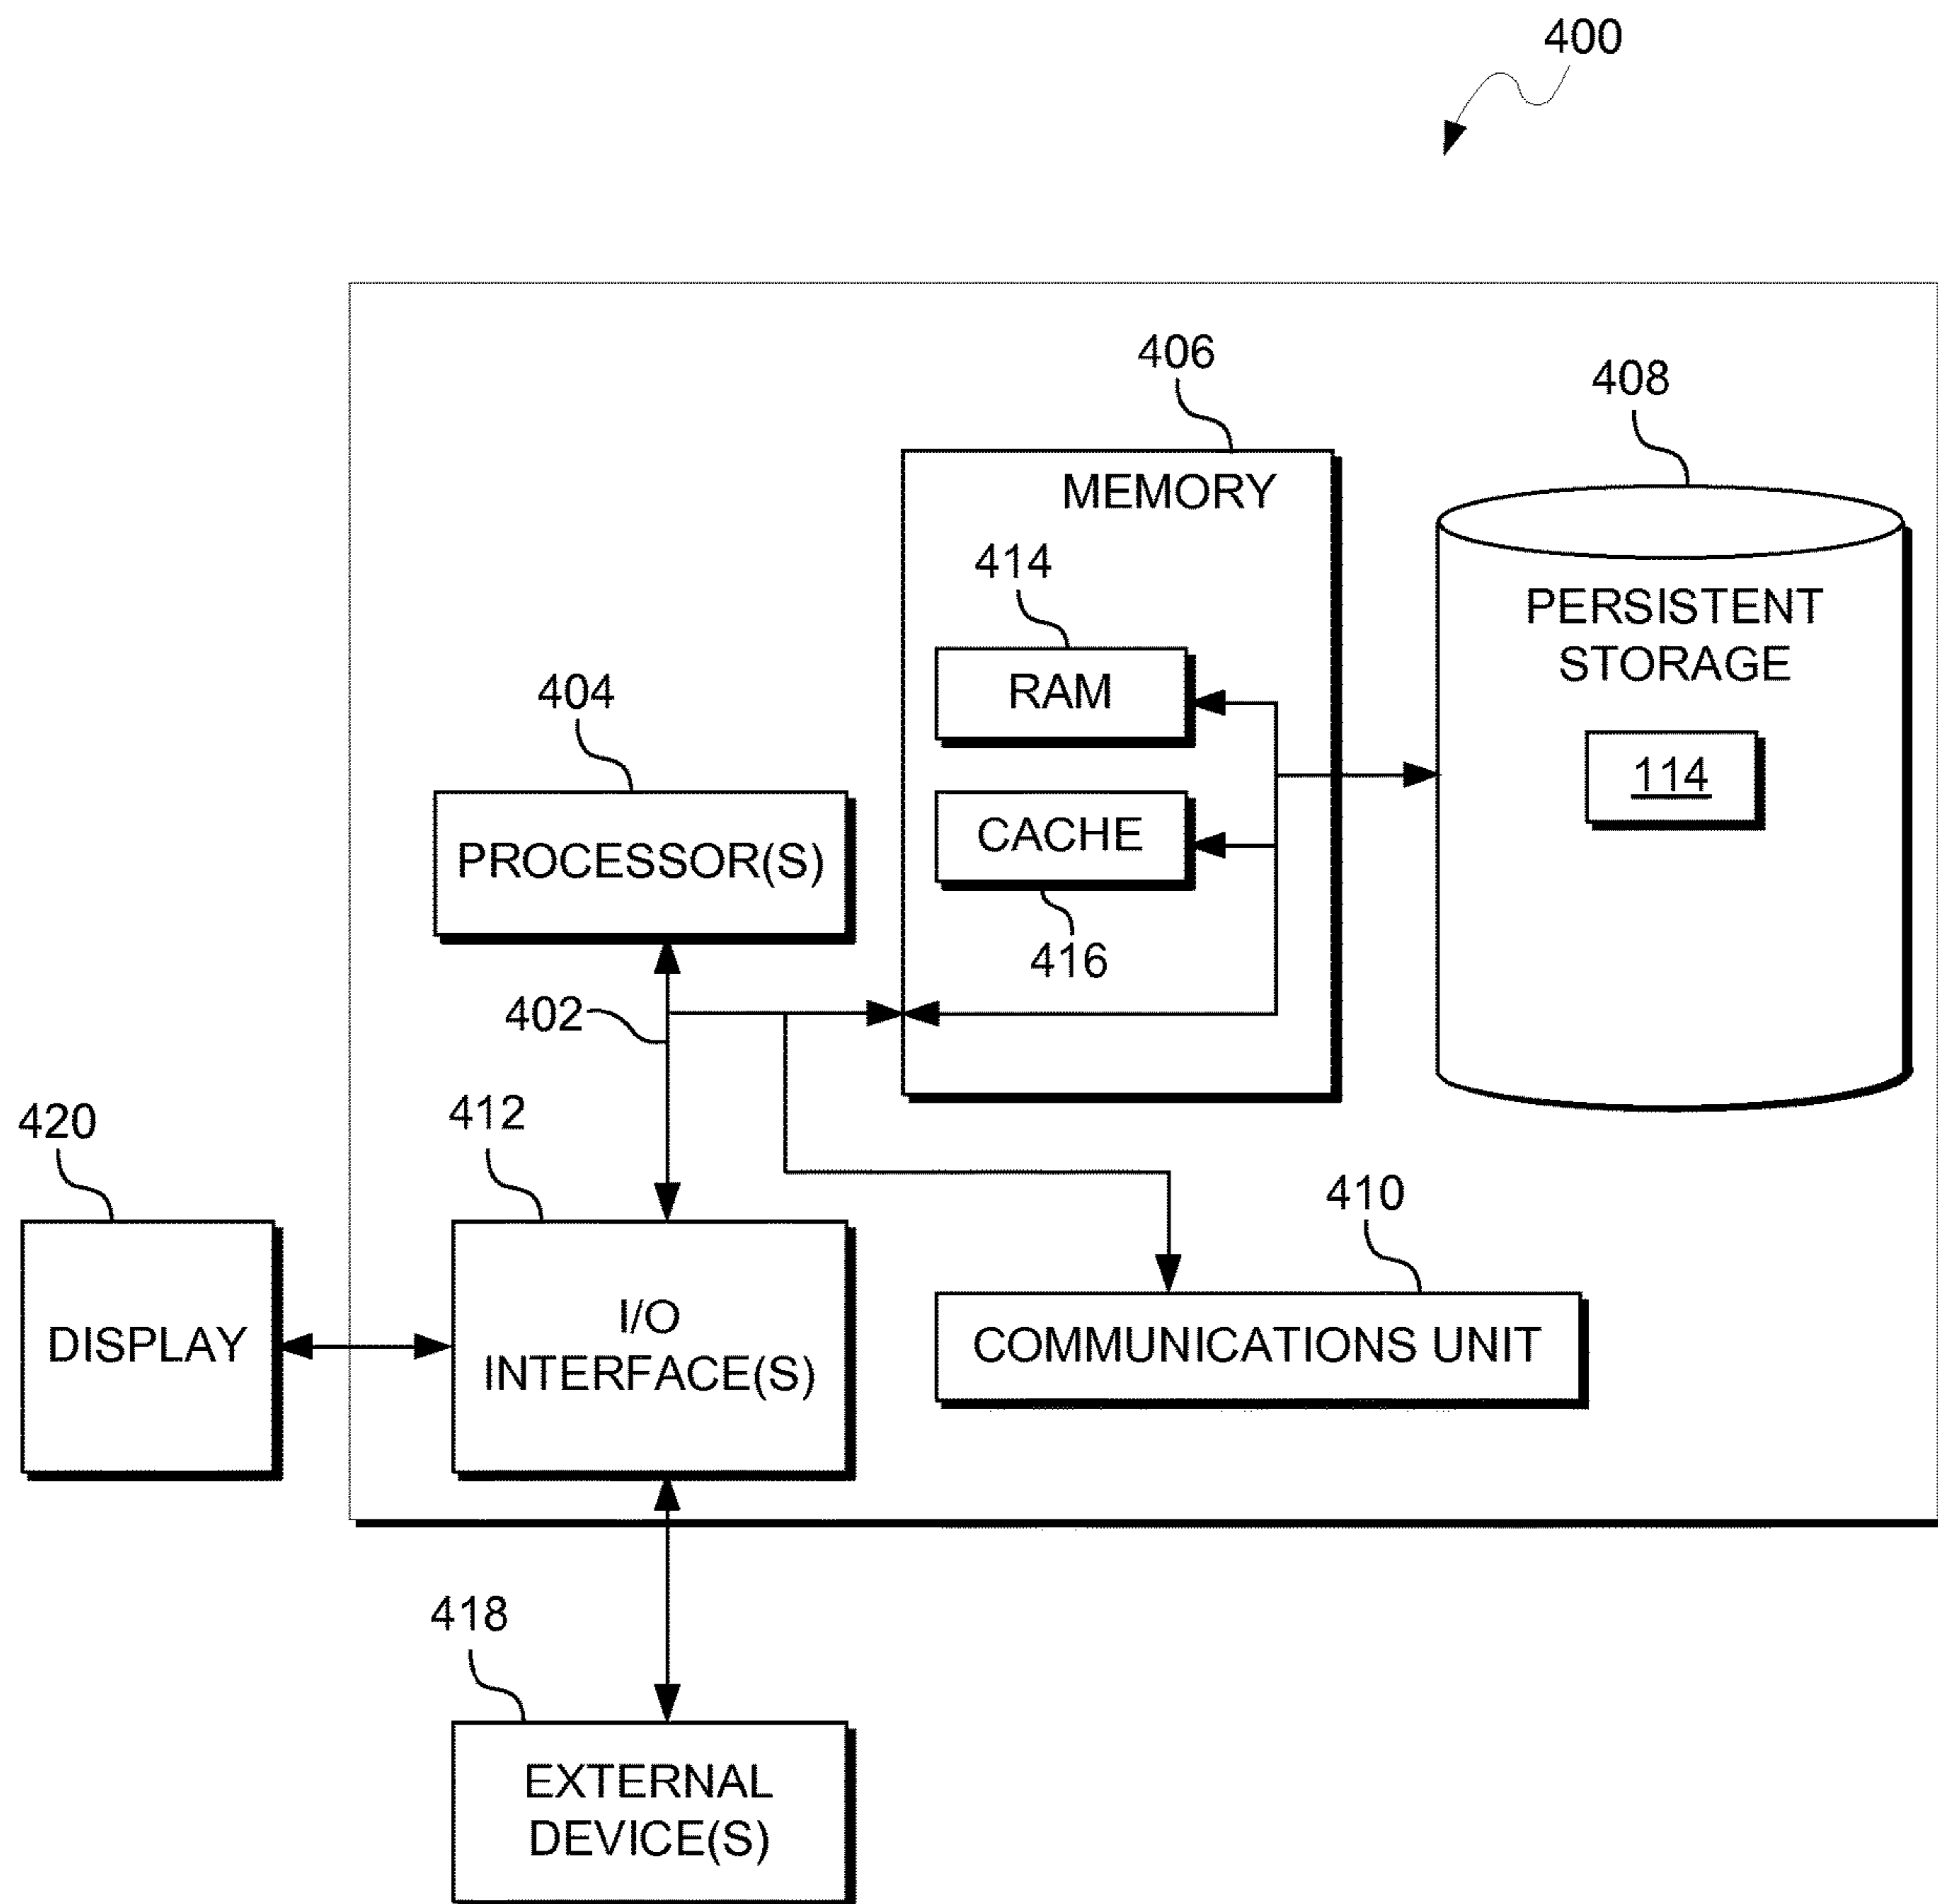 400
406
408
MEMORY
414
PERSISTENT
STORAGE
RAM
404
114
CACHE
PROCESSOR(S)
416
402
412
420
410
I/O
INTERFACE(S)
DISPLAY
COMMUNICATIONS UNIT
418
EXTERNAL
DEVICE(S)